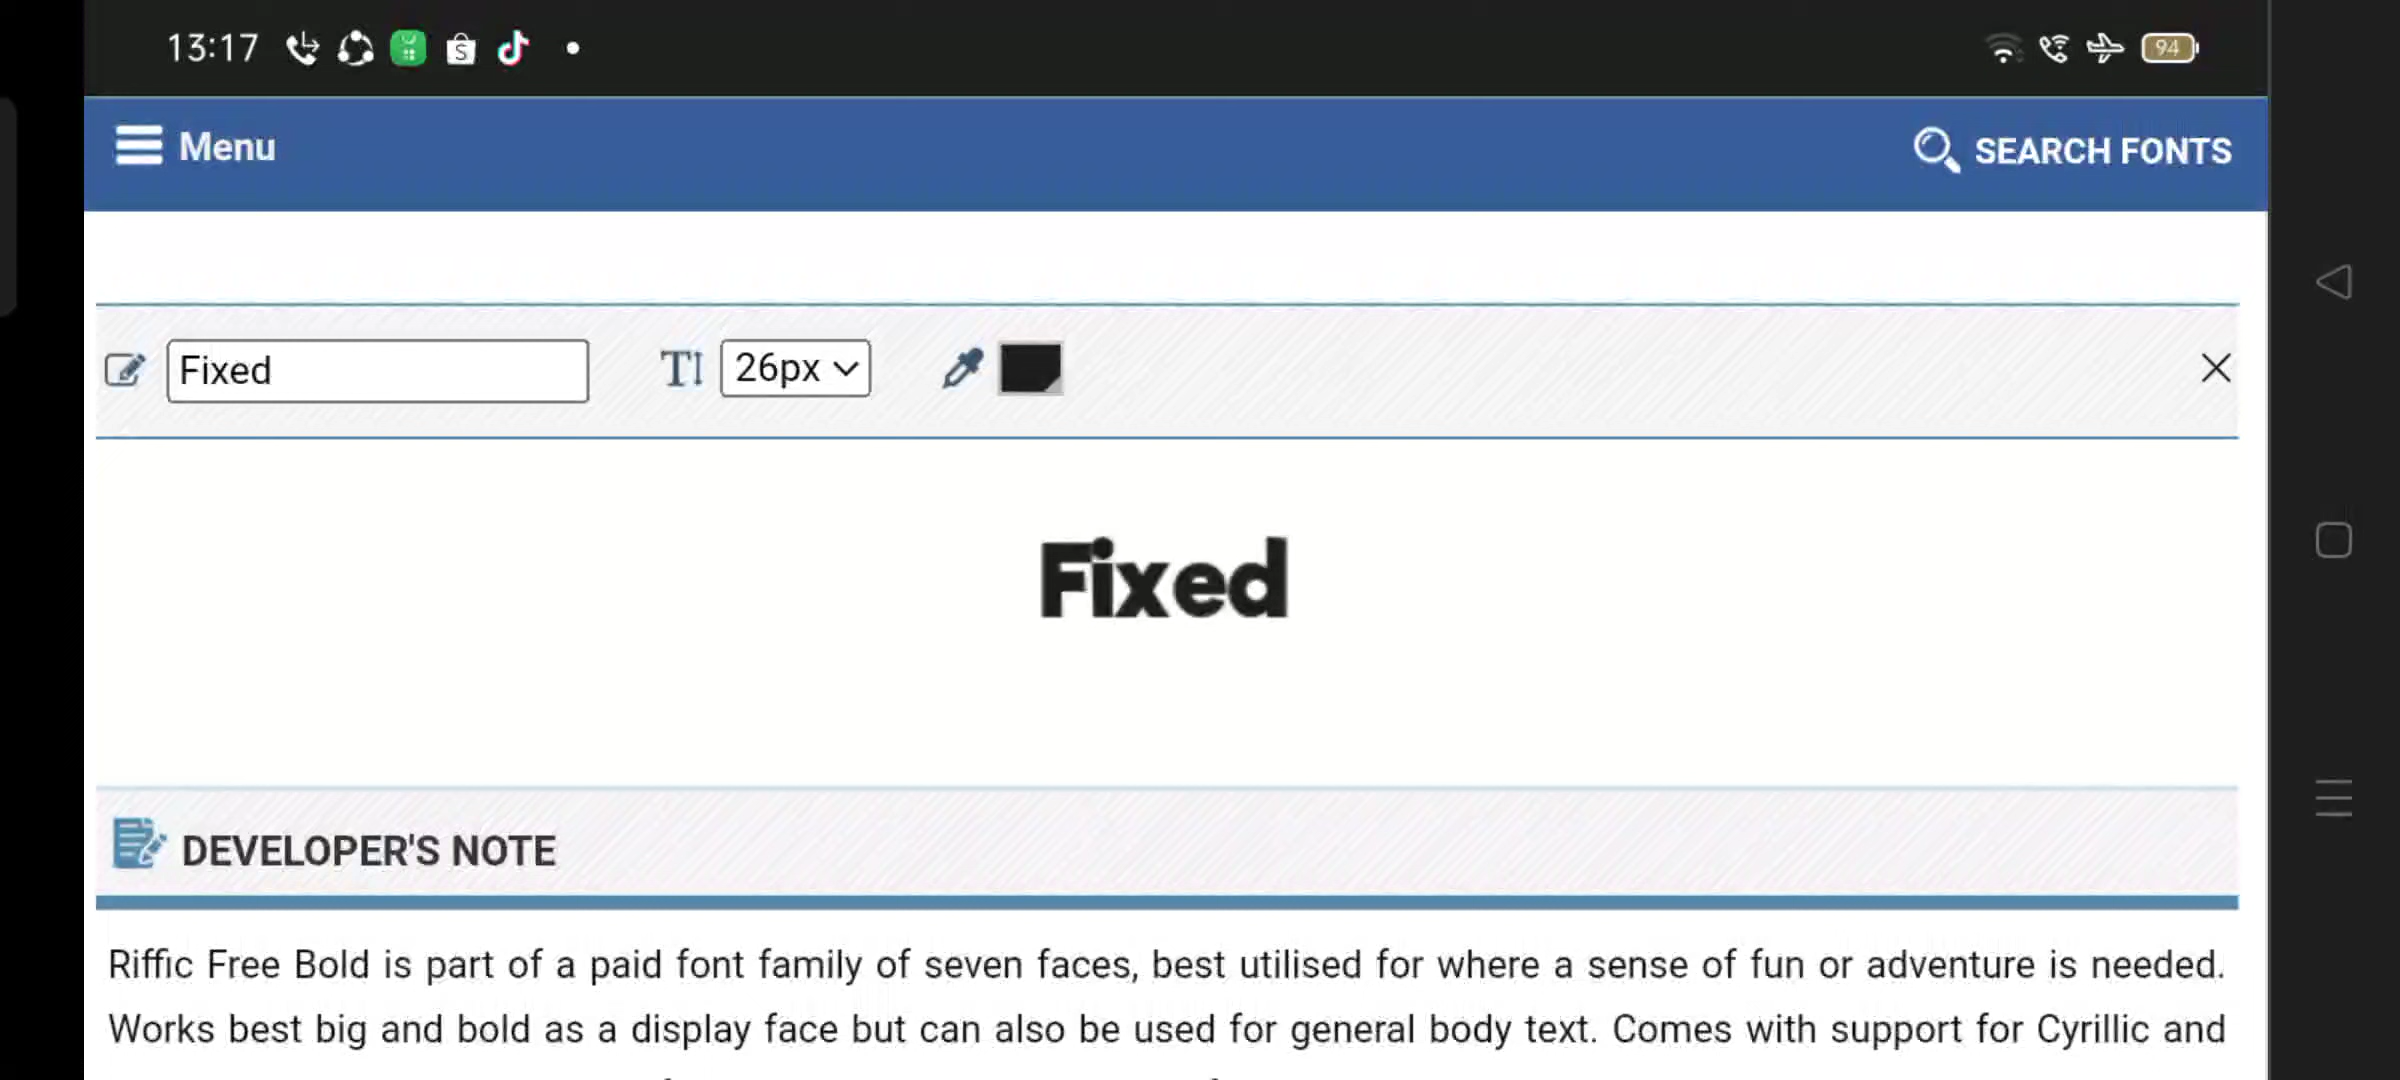 13:17
94
Menu
SEARCH FONTS
Fixed
26px
Fixed
DEVELOPER'S NOTE
Riffic Free Bold is part of a paid font family of seven faces, best utilised for where a sense of fun or adventure is needed.
Works best big and bold as a display face but can also be used for general body text. Comes with support for Cyrillic and